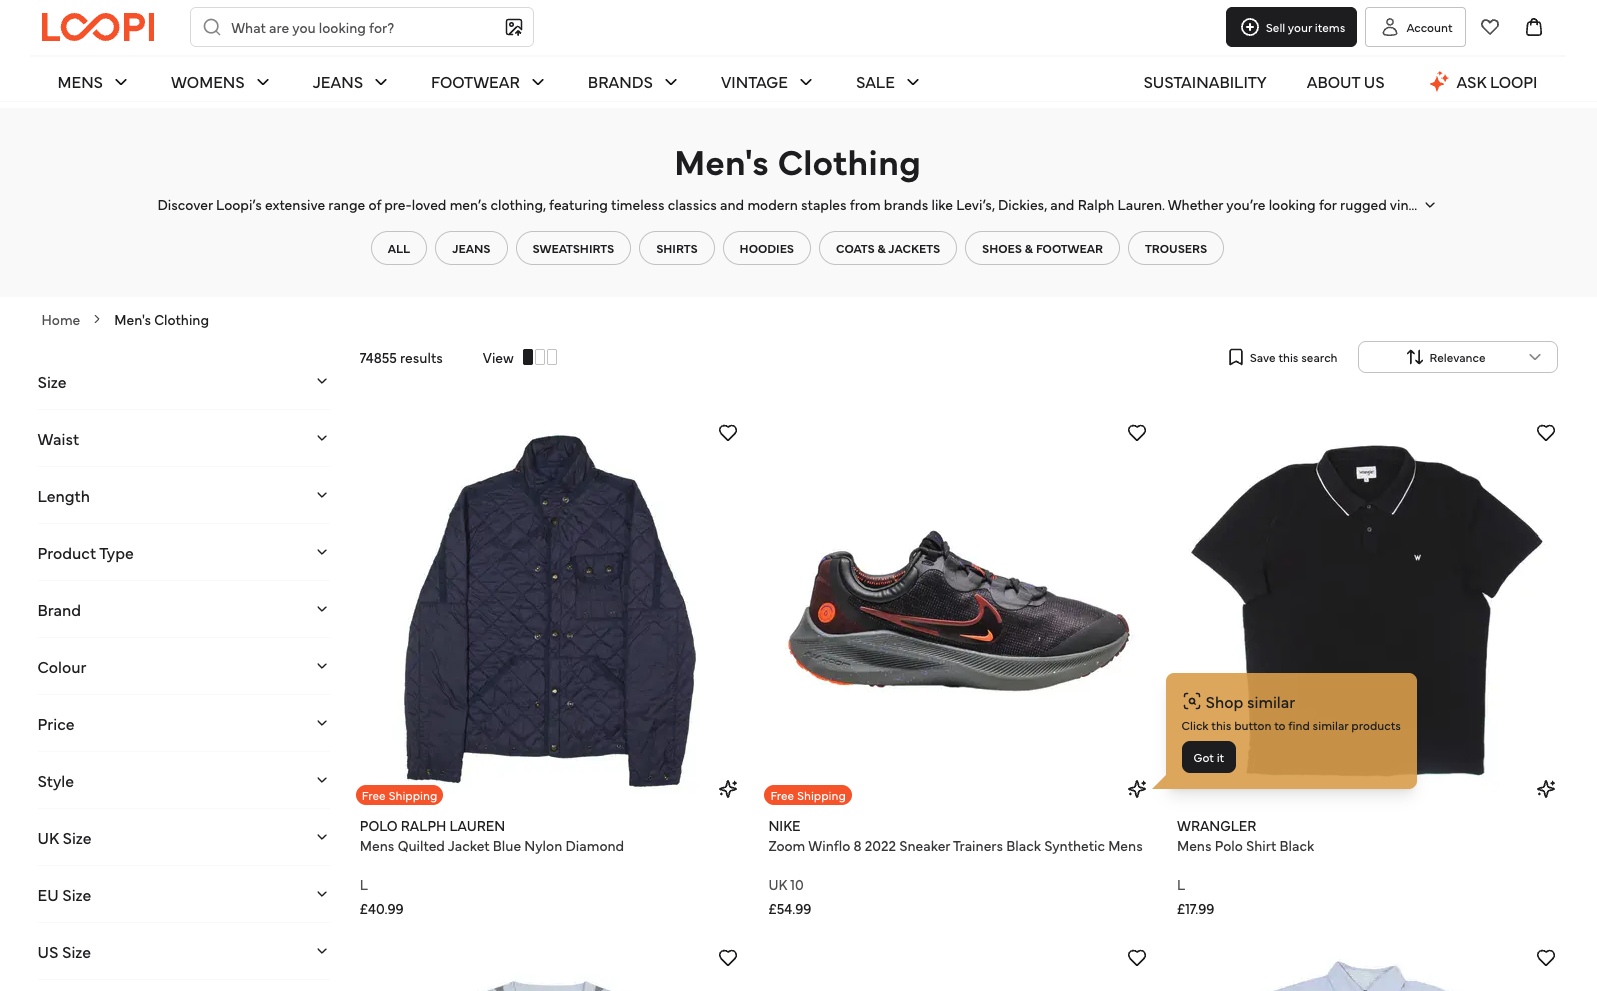 LOOPI
What are you looking for?
Sell your items
Account
MENS
WOMENS
JEANS
FOOTWEAR
BRANDS
VINTAGE
SALE
SUSTAINABILITY
ABOUT US
ASK LOOPI
Men's Clothing
Discover Loopi's extensive range of pre-loved men's clothing, featuring timeless classics and modern staples from brands like Levi's, Dickies, and Ralph Lauren. Whether you're looking for rugged vin...
ALL
JEANS
SWEATSHIRTS
SHIRTS
HOODIES
COATS & JACKETS
SHOES & FOOTWEAR
TROUSERS
Home
Men's Clothing
74855 results
View
Save this search
Relevance
Size
Waist
Length
Product Type
Brand
Colour
Price
Style
UK Size
EU Size
US Size
Free Shipping
POLO RALPH LAUREN
Mens Quilted Jacket Blue Nylon Diamond
L
£40.99
Free Shipping
NIKE
Zoom Winflo 8 2022 Sneaker Trainers Black Synthetic Mens
UK 10
£54.99
Wrangler
W
Shop similar
Click this button to find similar products
Got it
WRANGLER
Mens Polo Shirt Black
L
£17.99